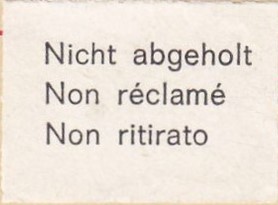 Nicht abgeholt
Non réclamé
Non ritirato